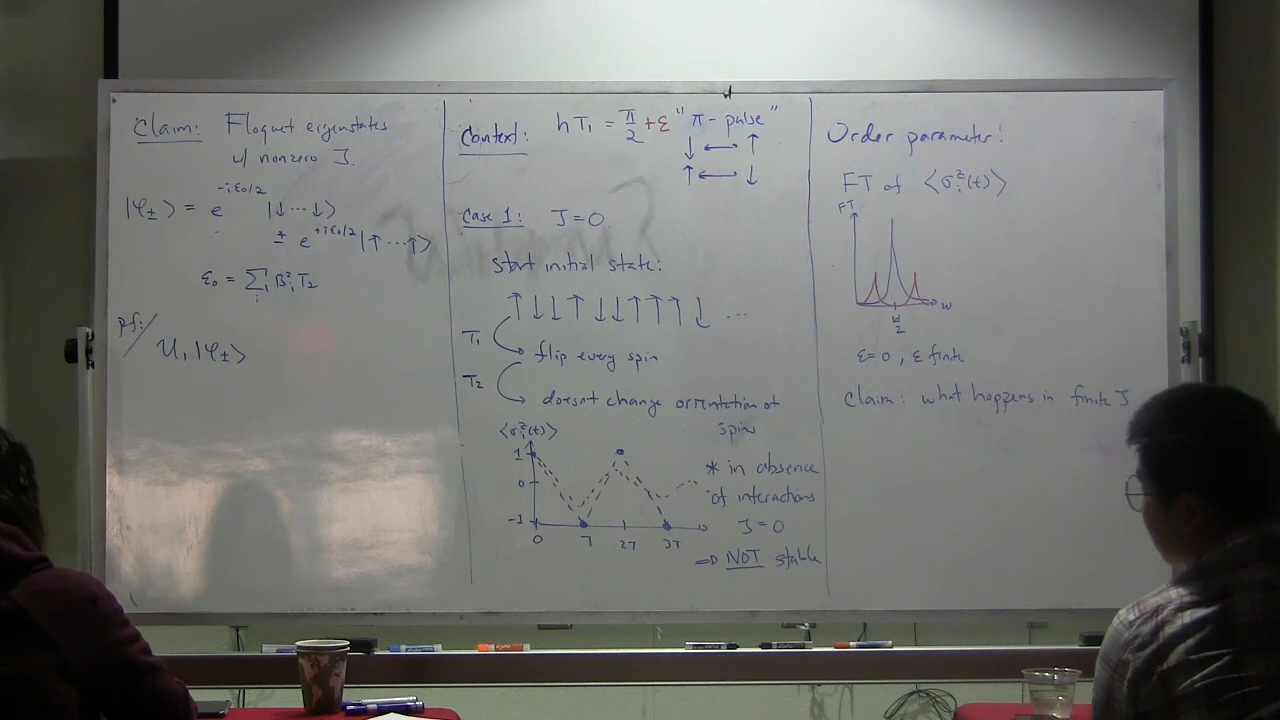 Claim: Floquet eigenstates
w/ nonzero J.
|φ±⟩ = e^{-iε₀/2} |↓⋯↓⟩
± e^{+iε₀/2} |↑⋯↑⟩
ε₀ = Σᵢ Bᵢᶻ T₂
pf:/
U₁ |φ±⟩
Context: hT₁ = π/2 + ε "π-pulse"
↓ ⟷ ↑
↑ ⟷ ↓
Case 1: J=0
start initial state:
↑ ↓ ↓ ↑ ↓ ↓ ↑ ↑ ↑ ↓ ...
T₁ flip every spin
T₂ doesnt change orientation of
spins
⟨σᵢᶻ(t)⟩
1
0
-1
0 T 2T 3T
* in absence
of interactions
J=0
⇒ NOT stable
Order parameter:
FT of ⟨σᵢᶻ(t)⟩
FT
ω
ω/2
ε=0, ε finite
Claim: what happens in finite J